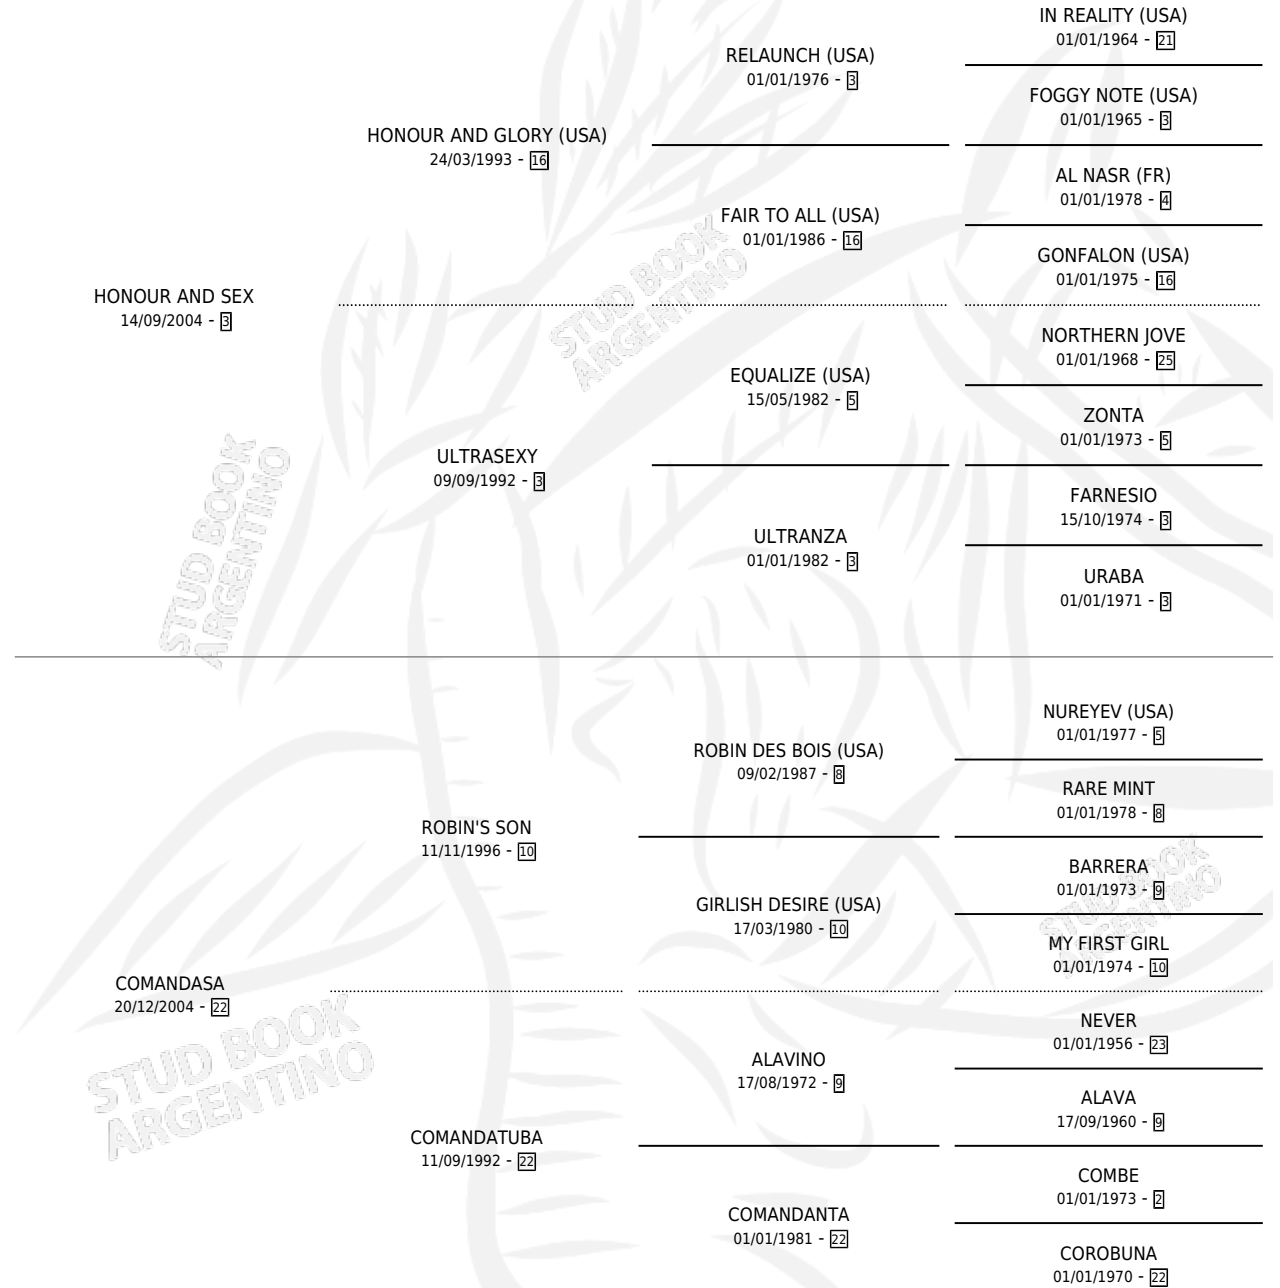 IN REALITY (USA)
01/01/1964 - 21
RELAUNCH (USA)
01/01/1976 - 3
FOGGY NOTE (USA)
01/01/1965 - 3
HONOUR AND GLORY (USA)
24/03/1993 - 16
AL NASR (FR)
01/01/1978 - 4
FAIR TO ALL (USA)
01/01/1986 - 16
GONFALON (USA)
01/01/1975 - 16
HONOUR AND SEX
14/09/2004 - 3
STUD BOOK
ARGENTINO
NORTHERN JOVE
01/01/1968 - 25
EQUALIZE (USA)
15/05/1982 - 5
ZONTA
01/01/1973 - 5
ULTRASEXY
09/09/1992 - 3
FARNESIO
15/10/1974 - 3
ULTRANZA
01/01/1982 - 3
URABA
01/01/1971 - 3
STUD BOOK
ARGENTINO
NUREYEV (USA)
01/01/1977 - 5
ROBIN DES BOIS (USA)
09/02/1987 - 8
RARE MINT
01/01/1978 - 8
ROBIN'S SON
11/11/1996 - 10
BARRERA
01/01/1973 - 9
GIRLISH DESIRE (USA)
17/03/1980 - 10
STUD BOOK
ARGENTINO
MY FIRST GIRL
01/01/1974 - 10
COMANDASA
20/12/2004 - 22
STUD BOOK
ARGENTINO
NEVER
01/01/1956 - 23
ALAVINO
17/08/1972 - 9
ALAVA
17/09/1960 - 9
COMANDATUBA
11/09/1992 - 22
COMBE
01/01/1973 - 2
COMANDANTA
01/01/1981 - 22
COROBUNA
01/01/1970 - 22